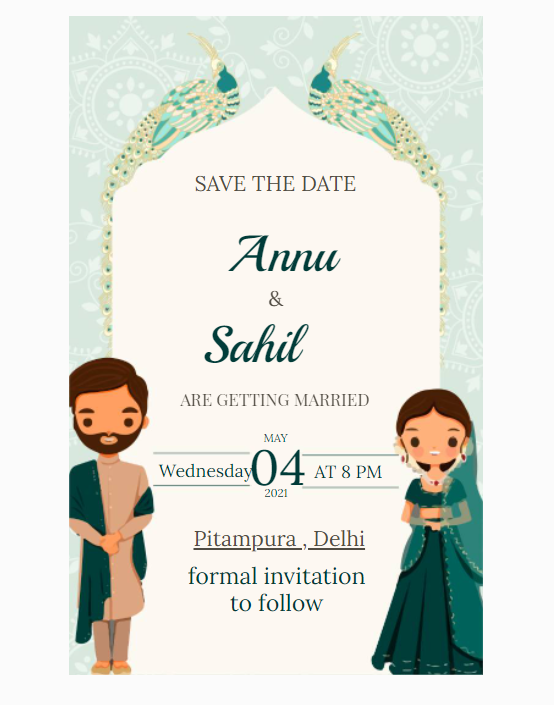 SAVE THE DATE
Annu
&
Sahil
ARE GETTING MARRIED
MAY
Wednesday 04 AT 8 PM
2021
Pitampura , Delhi
formal invitation
to follow